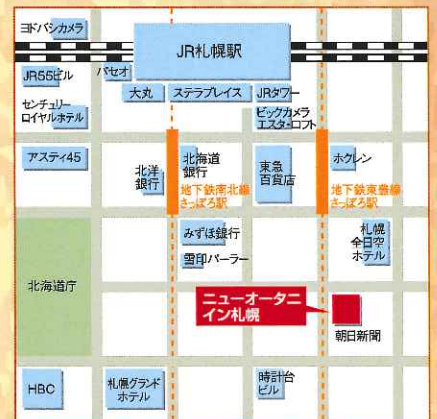 ヨドバシカメラ
JR札幌駅
JR55ビル
パセオ
大丸
ステラプレイス
JRタワー
センチュリー
ロイヤルホテル
ビックカメラ
エスタ・ロフト
アスティ45
北洋
銀行
北海道
銀行
東急
百貨店
ホクレン
地下鉄南北線
さっぽろ駅
地下鉄東豊線
さっぽろ駅
みずほ銀行
札幌
全日空
ホテル
雪印パーラー
北海道庁
ニューオータニ
イン札幌
朝日新聞
HBC
札幌グランド
ホテル
時計台
ビル